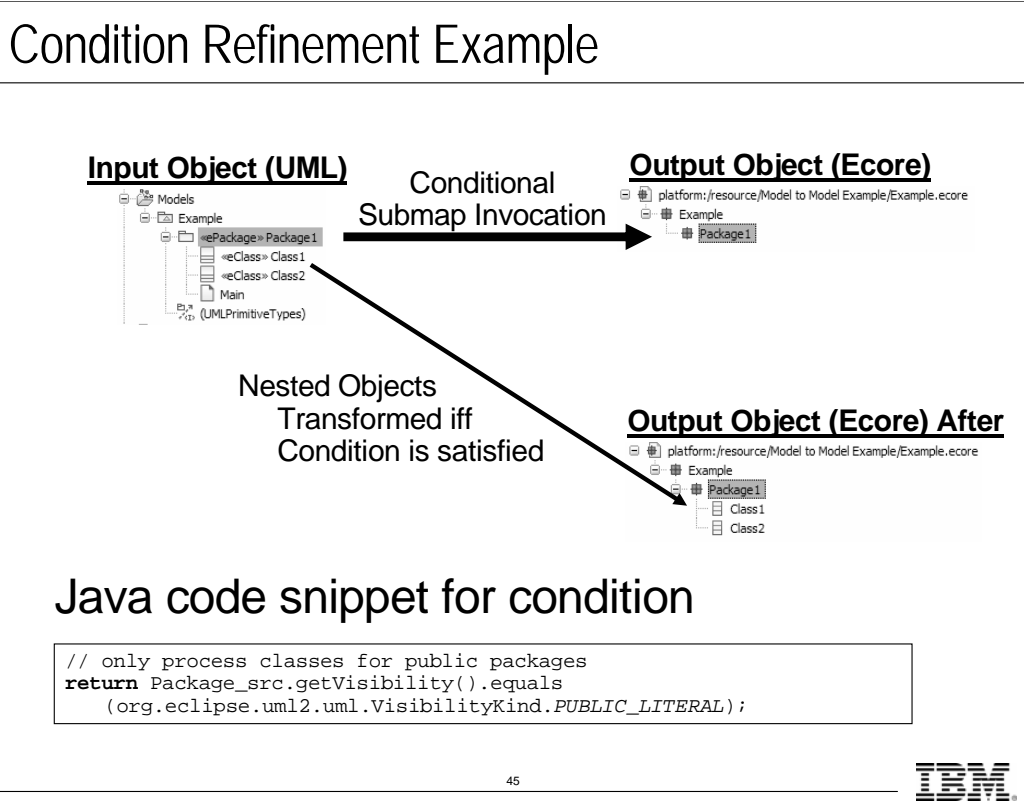 Condition Refinement Example
Input Object (UML)
Models
Example
«ePackage» Package1
«eClass» Class1
«eClass» Class2
Main
(UMLPrimitiveTypes)
Conditional
Submap Invocation
Output Object (Ecore)
platform:/resource/Model to Model Example/Example.ecore
Example
Package1
Nested Objects
Transformed iff
Condition is satisfied
Output Object (Ecore) After
platform:/resource/Model to Model Example/Example.ecore
Example
Package1
Class1
Class2
Java code snippet for condition
// only process classes for public packages
return Package_src.getVisibility().equals
(org.eclipse.uml2.uml.VisibilityKind.PUBLIC_LITERAL);
45
IBM.